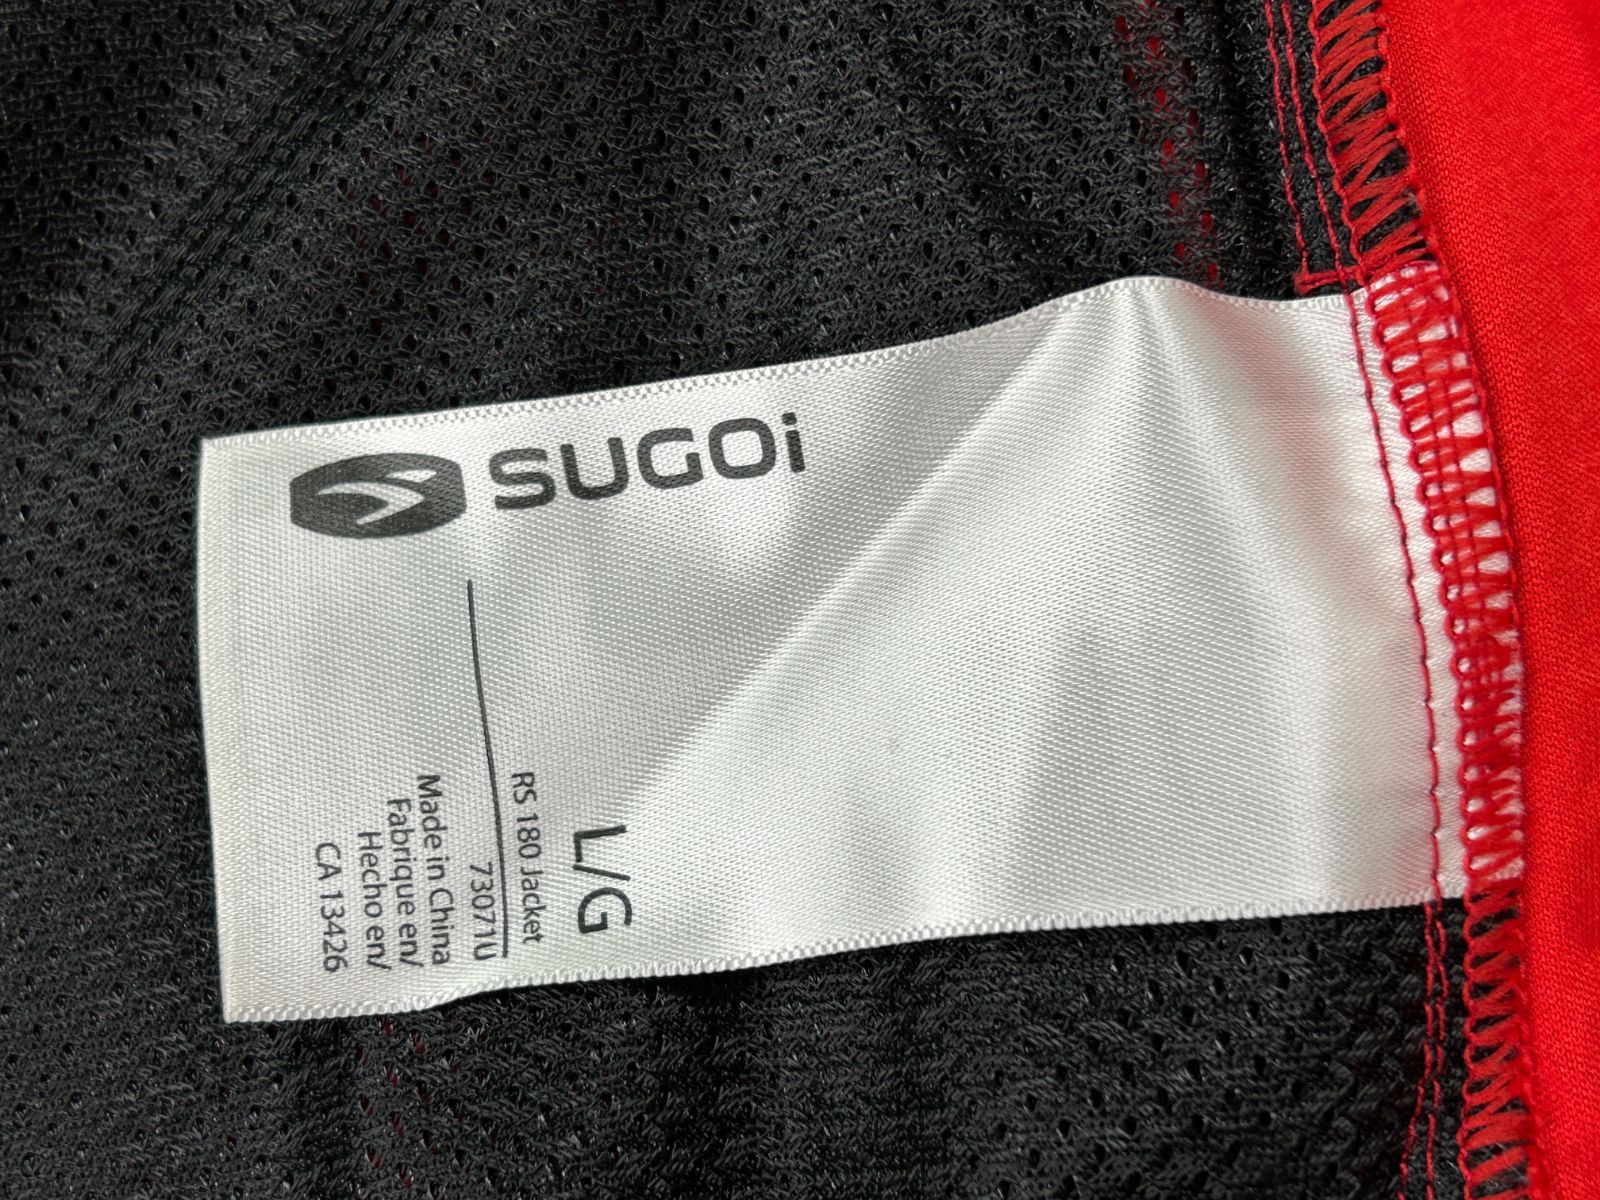 SUGOi
L/G
RS 180 Jacket
73071U
Made in China
Fabrique en/
Hecho en/
CA 13426